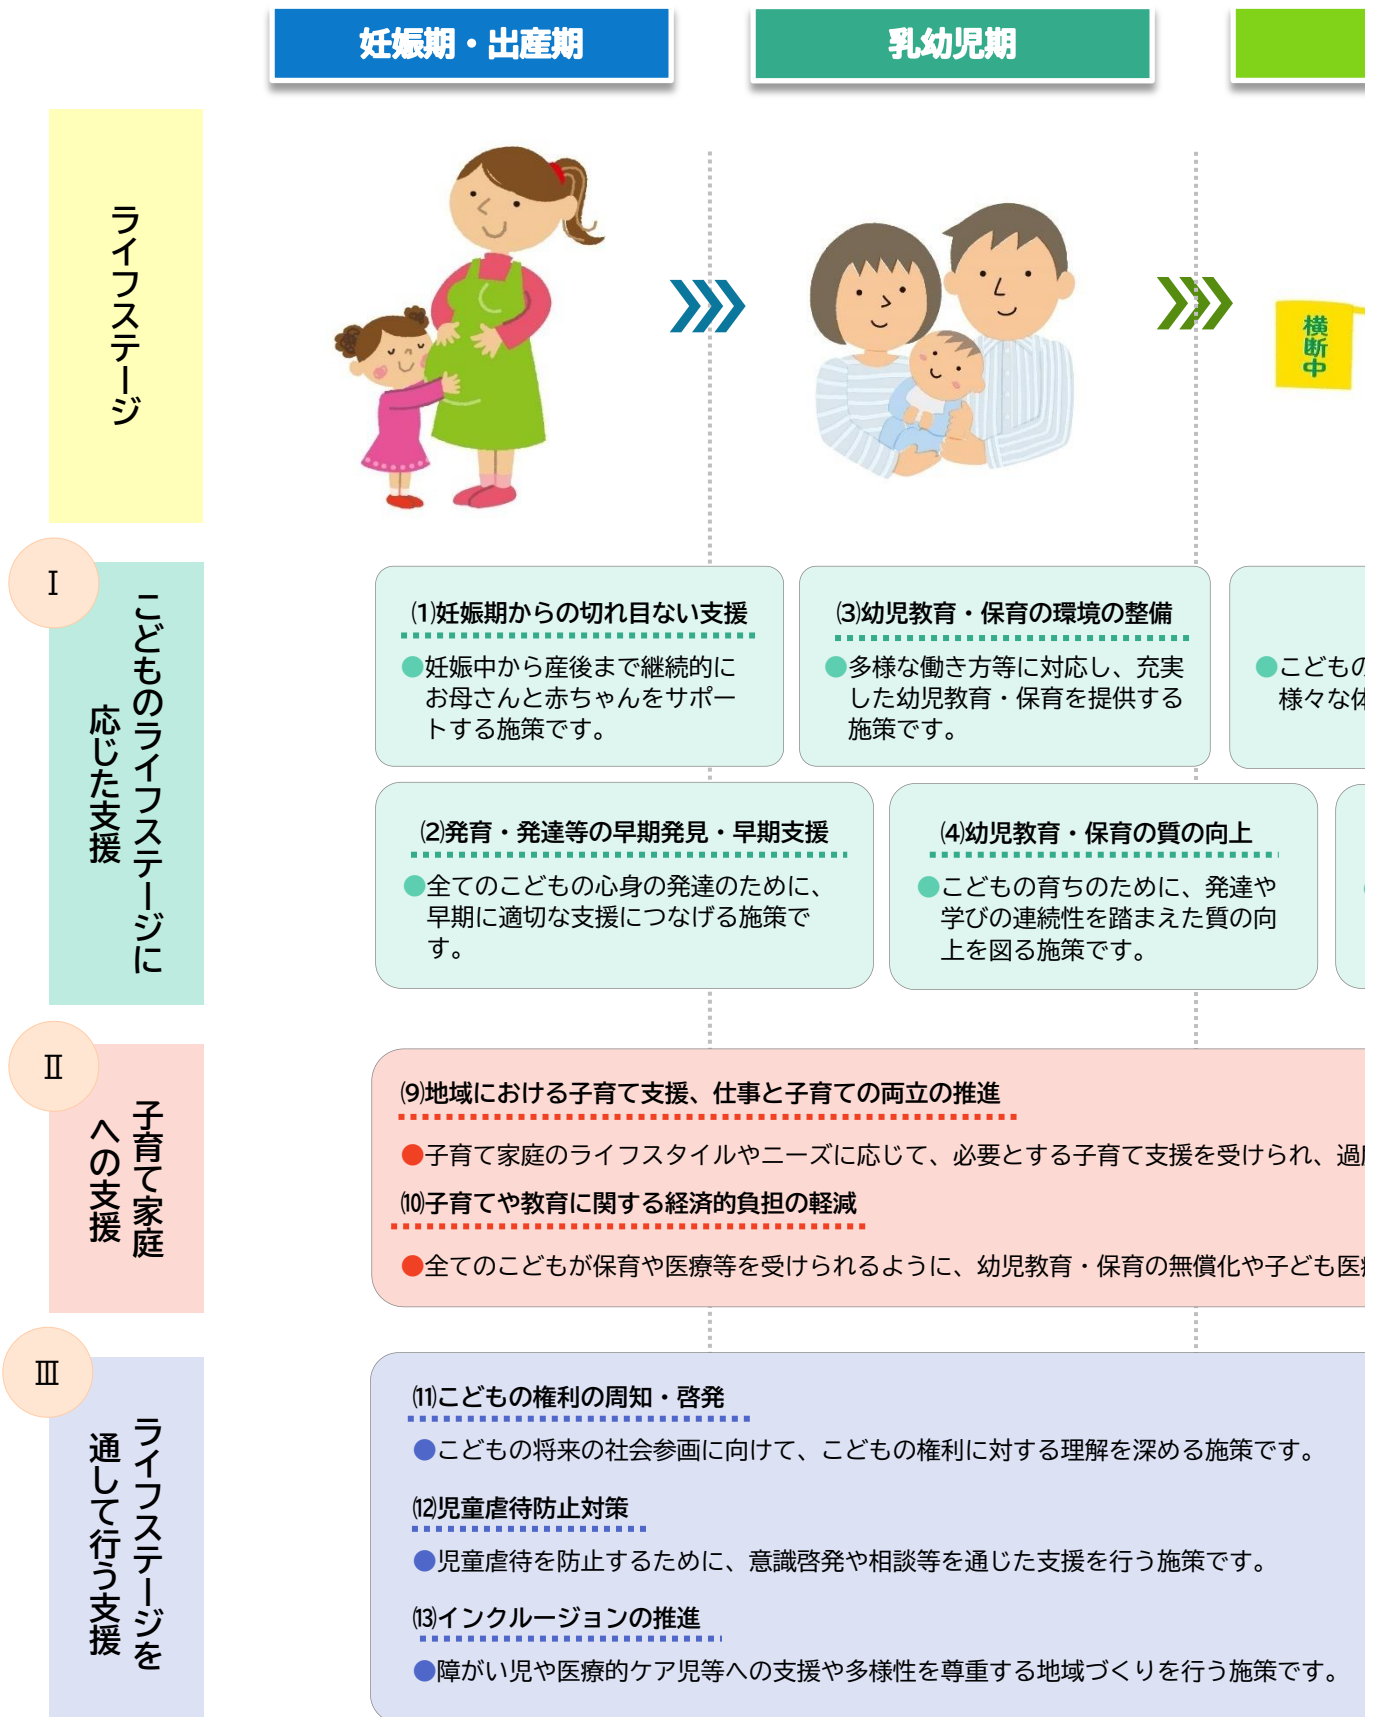 妊娠期・出産期
乳幼児期
ライフステージ
横断中
Ⅰ
こどものライフステージに
応じた支援
⑴妊娠期からの切れ目ない支援
●妊娠中から産後まで継続的に
お母さんと赤ちゃんをサポー
トする施策です。
⑶幼児教育・保育の環境の整備
●多様な働き方等に対応し、充実
した幼児教育・保育を提供する
施策です。
●こどもの
様々な体
⑵発育・発達等の早期発見・早期支援
●全てのこどもの心身の発達のために、
早期に適切な支援につなげる施策で
す。
⑷幼児教育・保育の質の向上
●こどもの育ちのために、発達や
学びの連続性を踏まえた質の向
上を図る施策です。
Ⅱ
子育て家庭
への支援
⑼地域における子育て支援、仕事と子育ての両立の推進
●子育て家庭のライフスタイルやニーズに応じて、必要とする子育て支援を受けられ、過
⑽子育てや教育に関する経済的負担の軽減
●全てのこどもが保育や医療等を受けられるように、幼児教育・保育の無償化や子ども医
Ⅲ
ライフステージを
通して行う支援
⑾こどもの権利の周知・啓発
●こどもの将来の社会参画に向けて、こどもの権利に対する理解を深める施策です。
⑿児童虐待防止対策
●児童虐待を防止するために、意識啓発や相談等を通じた支援を行う施策です。
⒀インクルージョンの推進
●障がい児や医療的ケア児等への支援や多様性を尊重する地域づくりを行う施策です。